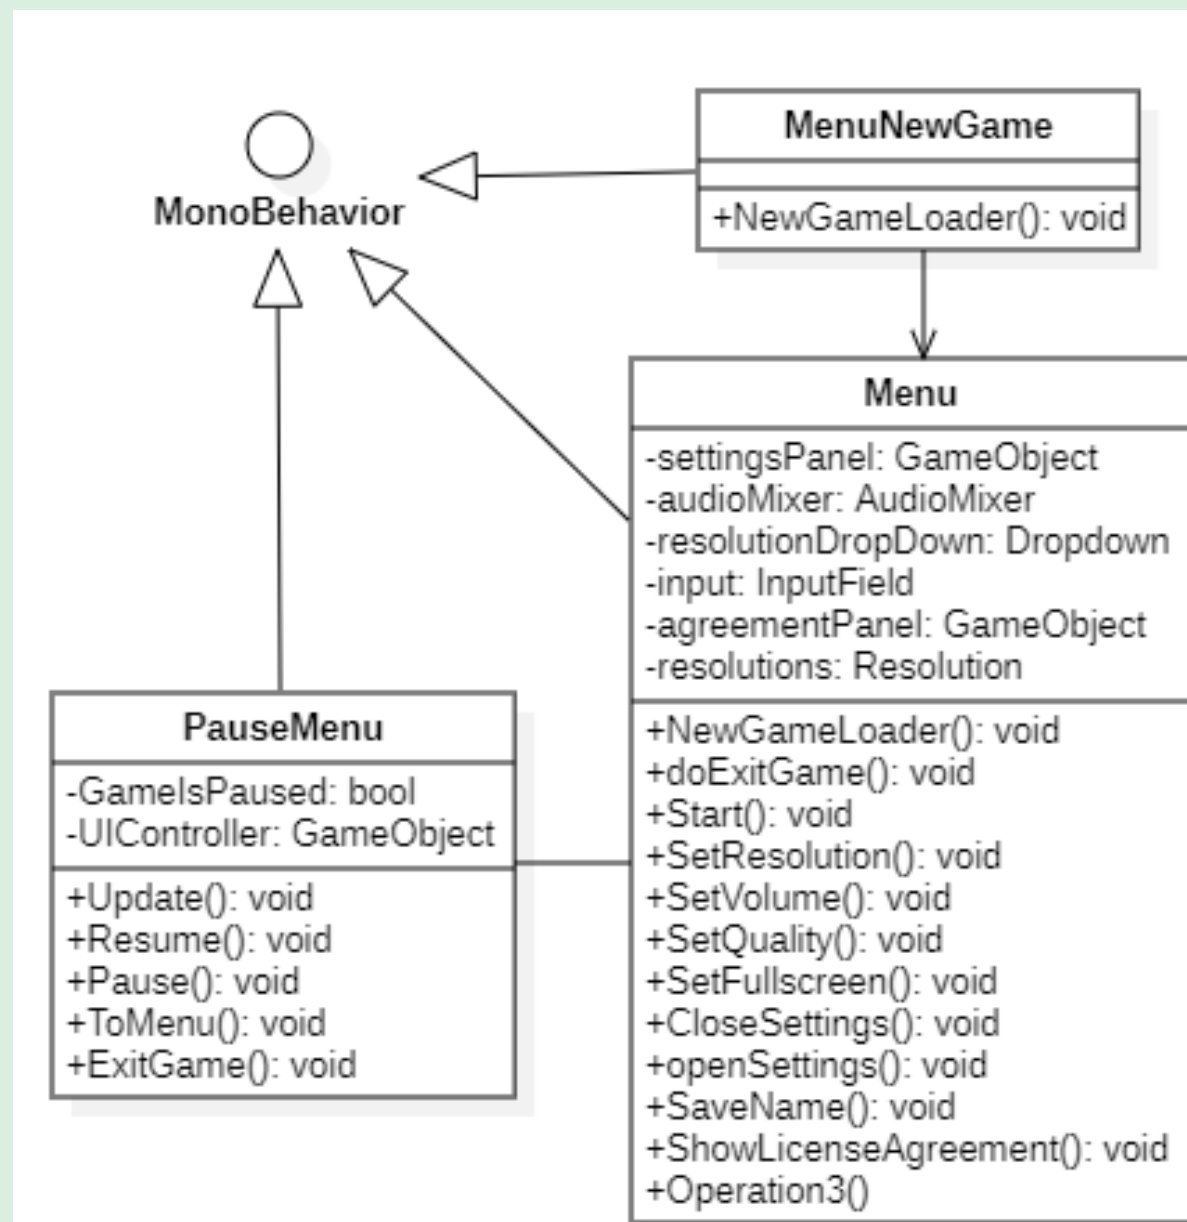 MonoBehavior
MenuNewGame
+NewGameLoader(): void
Menu
-settingsPanel: GameObject
-audioMixer: AudioMixer
-resolutionDropDown: Dropdown
-input: InputField
-agreementPanel: GameObject
-resolutions: Resolution
+NewGameLoader(): void
+doExitGame(): void
+Start(): void
+SetResolution(): void
+SetVolume(): void
+SetQuality(): void
+SetFullscreen(): void
+CloseSettings(): void
+openSettings(): void
+SaveName(): void
+ShowLicenseAgreement(): void
+Operation3()
PauseMenu
-GameIsPaused: bool
-UIController: GameObject
+Update(): void
+Resume(): void
+Pause(): void
+ToMenu(): void
+ExitGame(): void